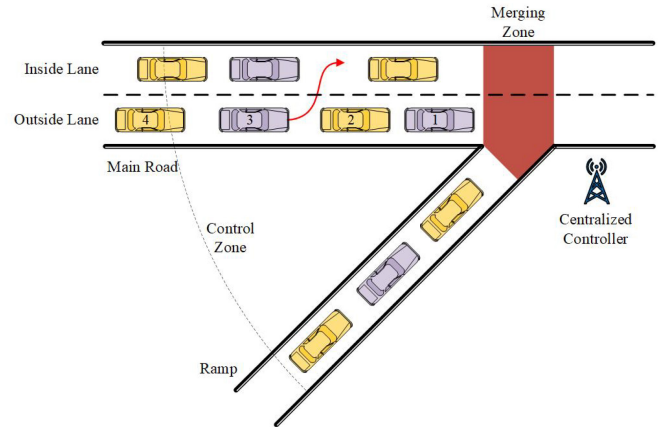 Merging
Zone
Inside Lane
Outside Lane
4
3
2
1
Main Road
Control
Zone
Centralized
Controller
Ramp